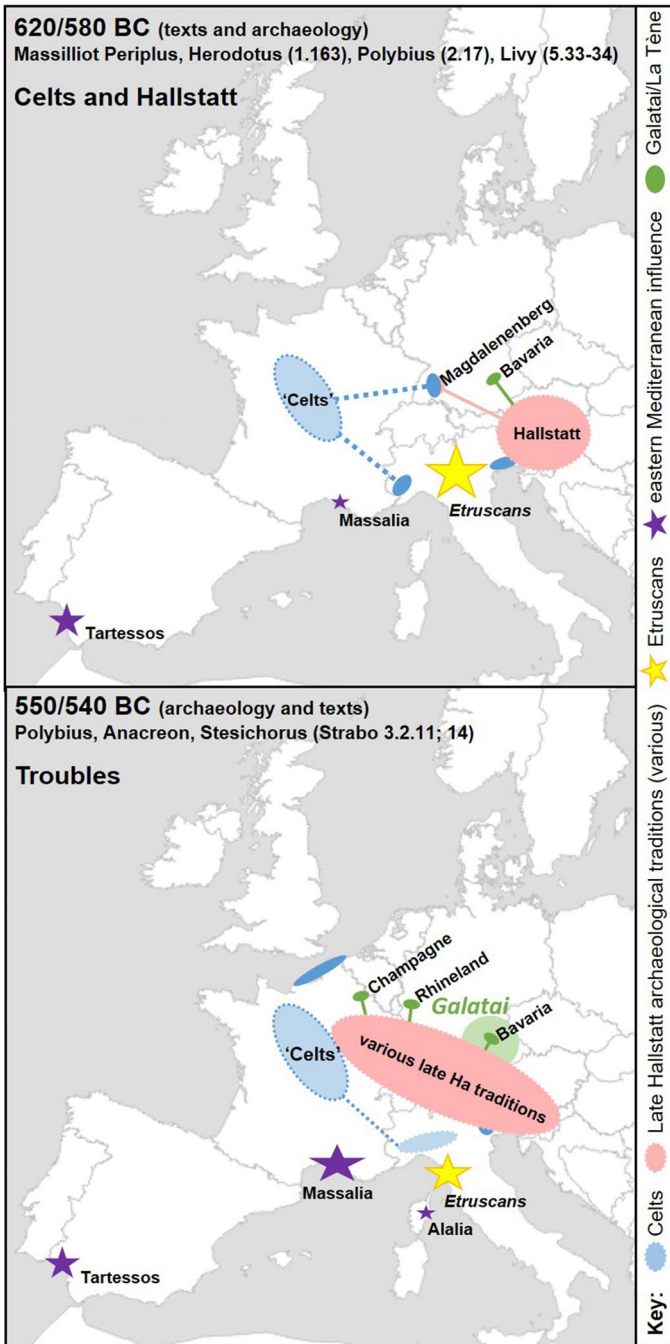 620/580 BC (texts and archaeology)
Massilliot Periplus, Herodotus (1.163), Polybius (2.17), Livy (5.33-34)
Celts and Hallstatt
Magdalenenberg
Bavaria
'Celts'
Hallstatt
Massalia
Etruscans
Tartessos
550/540 BC (archaeology and texts)
Polybius, Anacreon, Stesichorus (Strabo 3.2.11; 14)
Troubles
Champagne
Rhineland
Galatai
Bavaria
'Celts'
various late Ha traditions
Massalia
Etruscans
Alalia
Tartessos
Key: Celts Late Hallstatt archaeological traditions (various) Etruscans eastern Mediterranean influence Galatai/La Tène